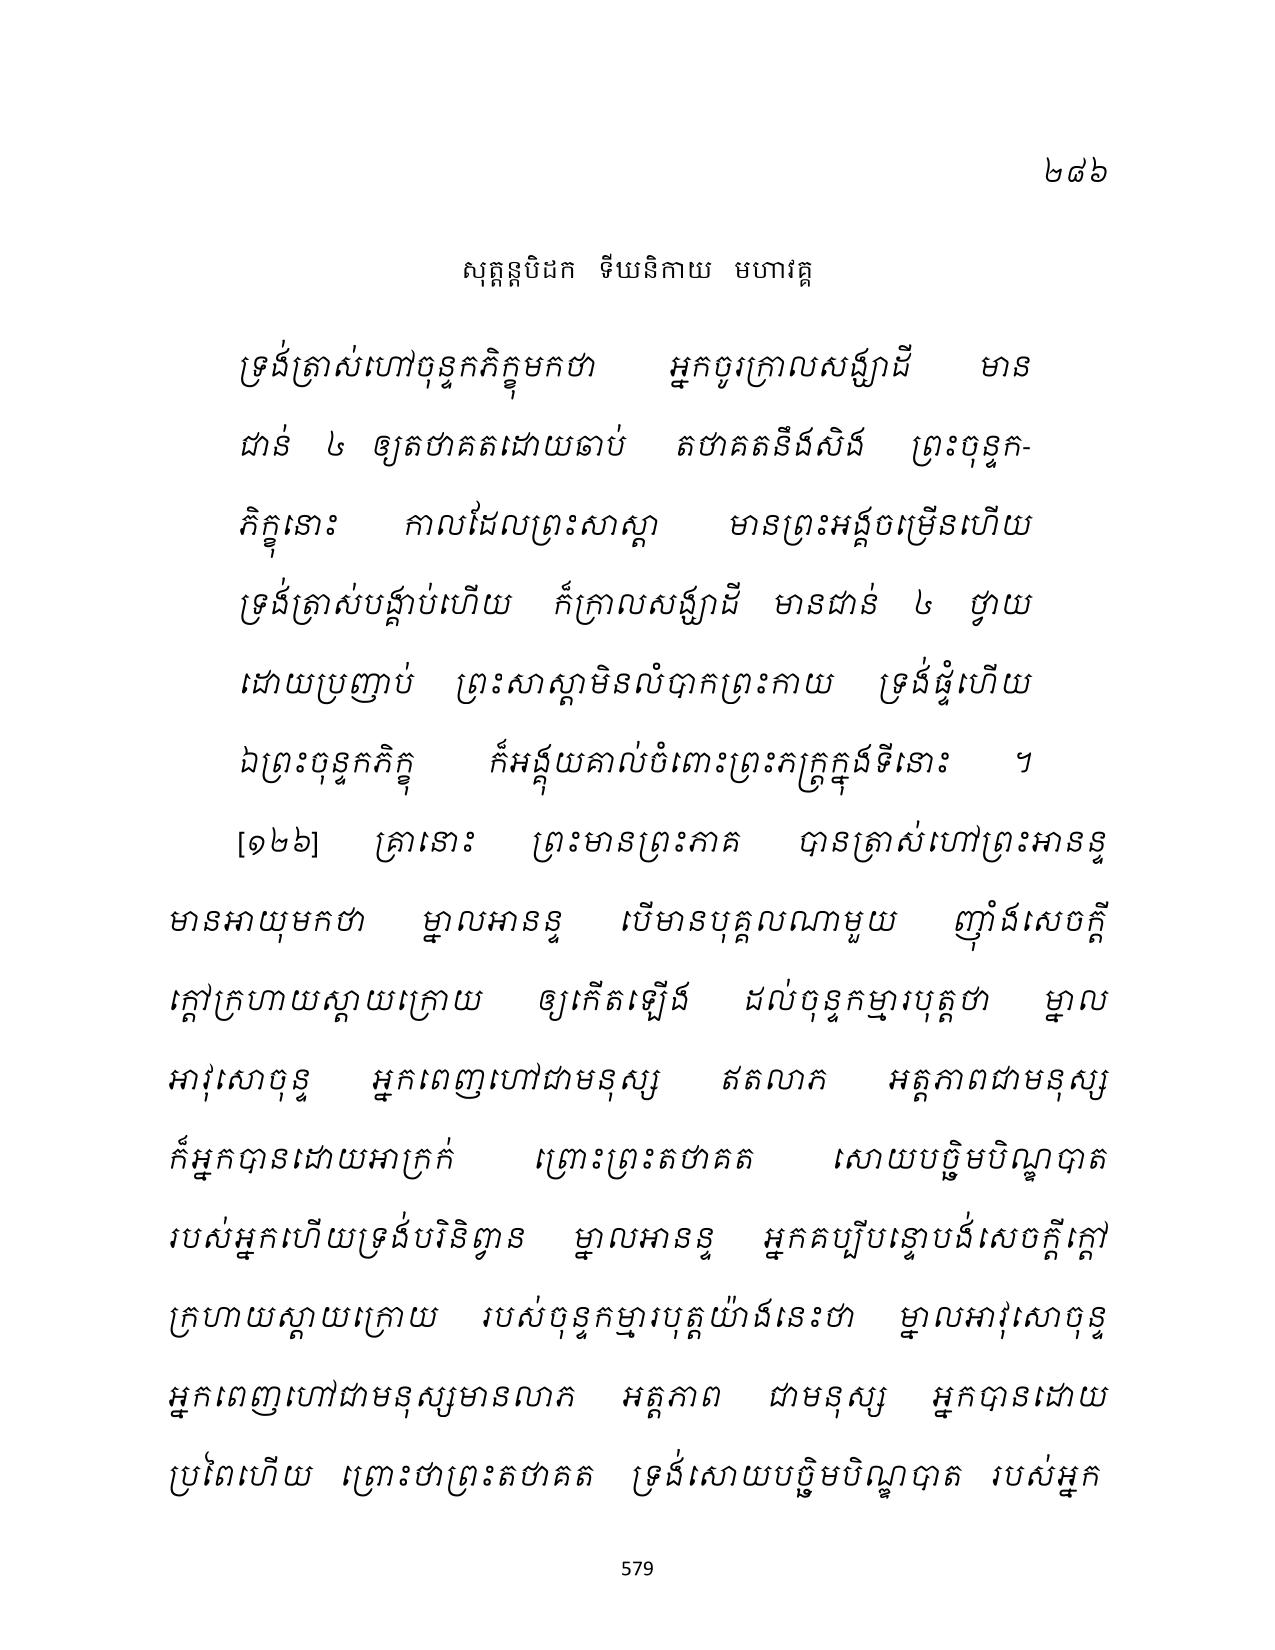 ២៨៦
សុត្តន្តបិដក ទីឃនិកាយ មហាវគ្គ
ទ្រង់ត្រាស់ហៅចុន្ទកភិក្ខុមកថា អ្នកចូរក្រាលសង្ឃាដី មាន
ជាន់ ៤ ឲ្យតថាគតដោយឆាប់ តថាគតនឹងសិង ព្រះចុន្ទក-
ភិក្ខុនោះ កាលដែលព្រះសាស្តា មានព្រះអង្គចម្រើនហើយ
ទ្រង់ត្រាស់បង្គាប់ហើយ ក៏ក្រាលសង្ឃាដី មានជាន់ ៤ ថ្វាយ
ដោយប្រញាប់ ព្រះសាស្តាមិនលំបាកព្រះកាយ ទ្រង់ផ្ទំហើយ
ឯព្រះចុន្ទកភិក្ខុ ក៏អង្គុយគាល់ចំពោះព្រះភក្ត្រក្នុងទីនោះ ។
[១២៦] គ្រានោះ ព្រះមានព្រះភាគ បានត្រាស់ហៅព្រះអានន្ទ
មានអាយុមកថា ម្នាលអានន្ទ បើមានបុគ្គលណាមួយ ញ៉ាំងសេចក្តី
ក្តៅក្រហាយស្តាយក្រោយ ឲ្យកើតឡើង ដល់ចុន្ទកម្មារបុត្តថា ម្នាល
អាវុសោចុន្ទ អ្នកពេញហៅជាមនុស្ស ឥតលាភ អត្តភាពជាមនុស្ស
ក៏អ្នកបានដោយអាក្រក់ ព្រោះព្រះតថាគត សោយបច្ឆិមបិណ្ឌបាត
របស់អ្នកហើយទ្រង់បរិនិព្វាន ម្នាលអានន្ទ អ្នកគប្បីបន្ទោបង់សេចក្តីក្តៅ
ក្រហាយស្តាយក្រោយ របស់ចុន្ទកម្មារបុត្តយ៉ាងនេះថា ម្នាលអាវុសោចុន្ទ
អ្នកពេញហៅជាមនុស្សមានលាភ អត្តភាព ជាមនុស្ស អ្នកបានដោយ
ប្រពៃហើយ ព្រោះថាព្រះតថាគត ទ្រង់សោយបច្ឆិមបិណ្ឌបាត របស់អ្នក
579